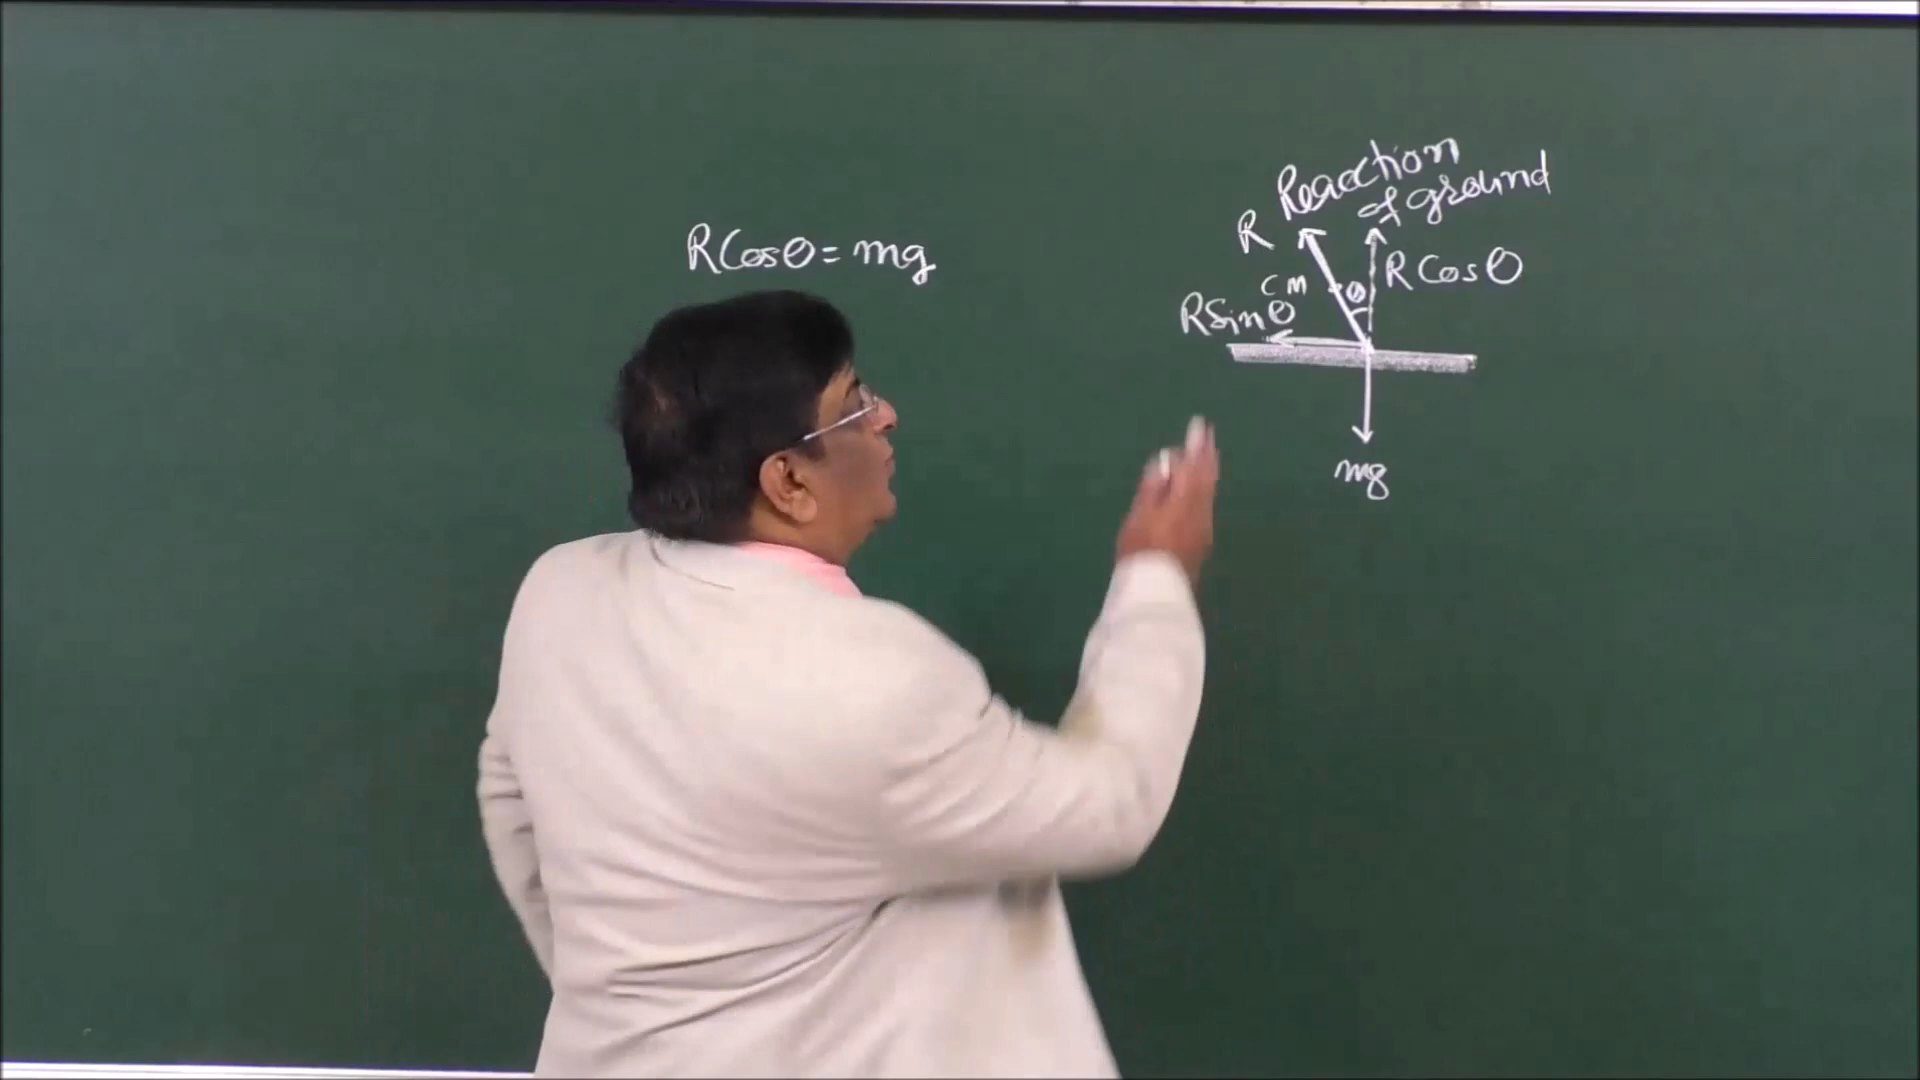 RCosθ = mg
Reaction
of ground
R
RCosθ
CM
θ
RSinθ
mg